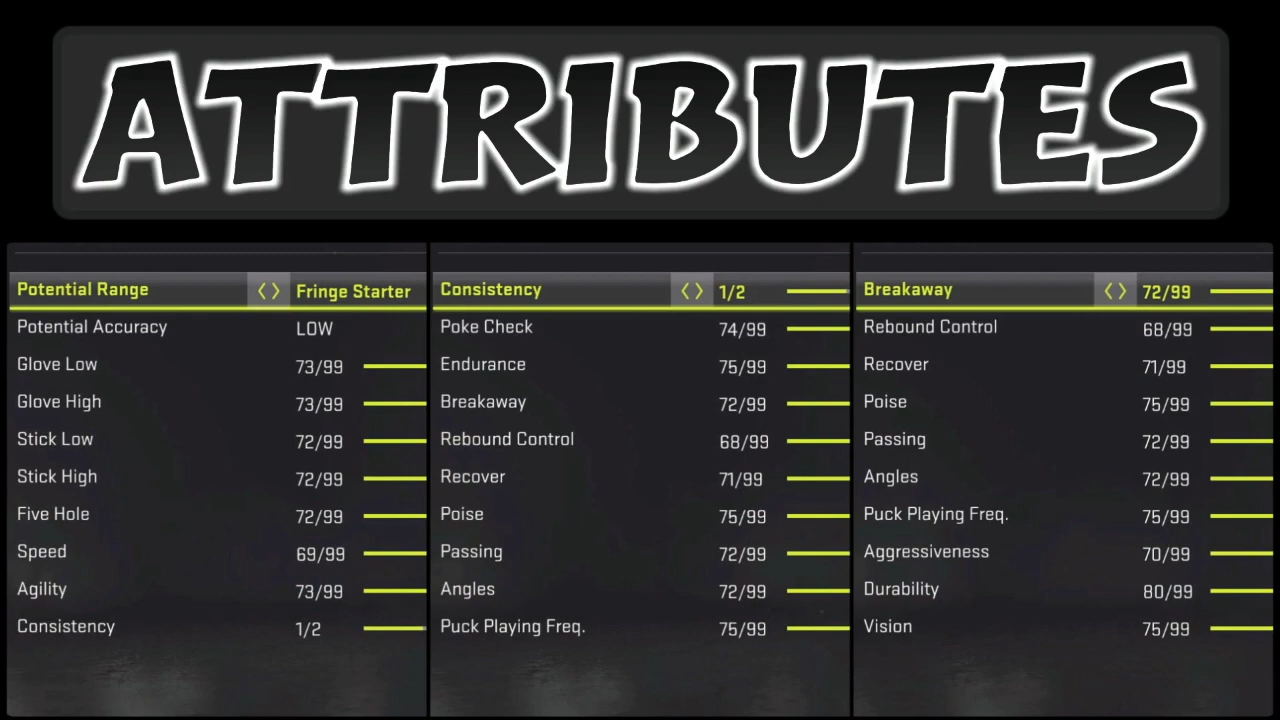 ATTRIBUTES
Potential Range <> Fringe Starter
Potential Accuracy LOW
Glove Low 73/99
Glove High 73/99
Stick Low 72/99
Stick High 72/99
Five Hole 72/99
Speed 69/99
Agility 73/99
Consistency 1/2
Consistency <> 1/2
Poke Check 74/99
Endurance 75/99
Breakaway 72/99
Rebound Control 68/99
Recover 71/99
Poise 75/99
Passing 72/99
Angles 72/99
Puck Playing Freq. 75/99
Breakaway <> 72/99
Rebound Control 68/99
Recover 71/99
Poise 75/99
Passing 72/99
Angles 72/99
Puck Playing Freq. 75/99
Aggressiveness 70/99
Durability 80/99
Vision 75/99